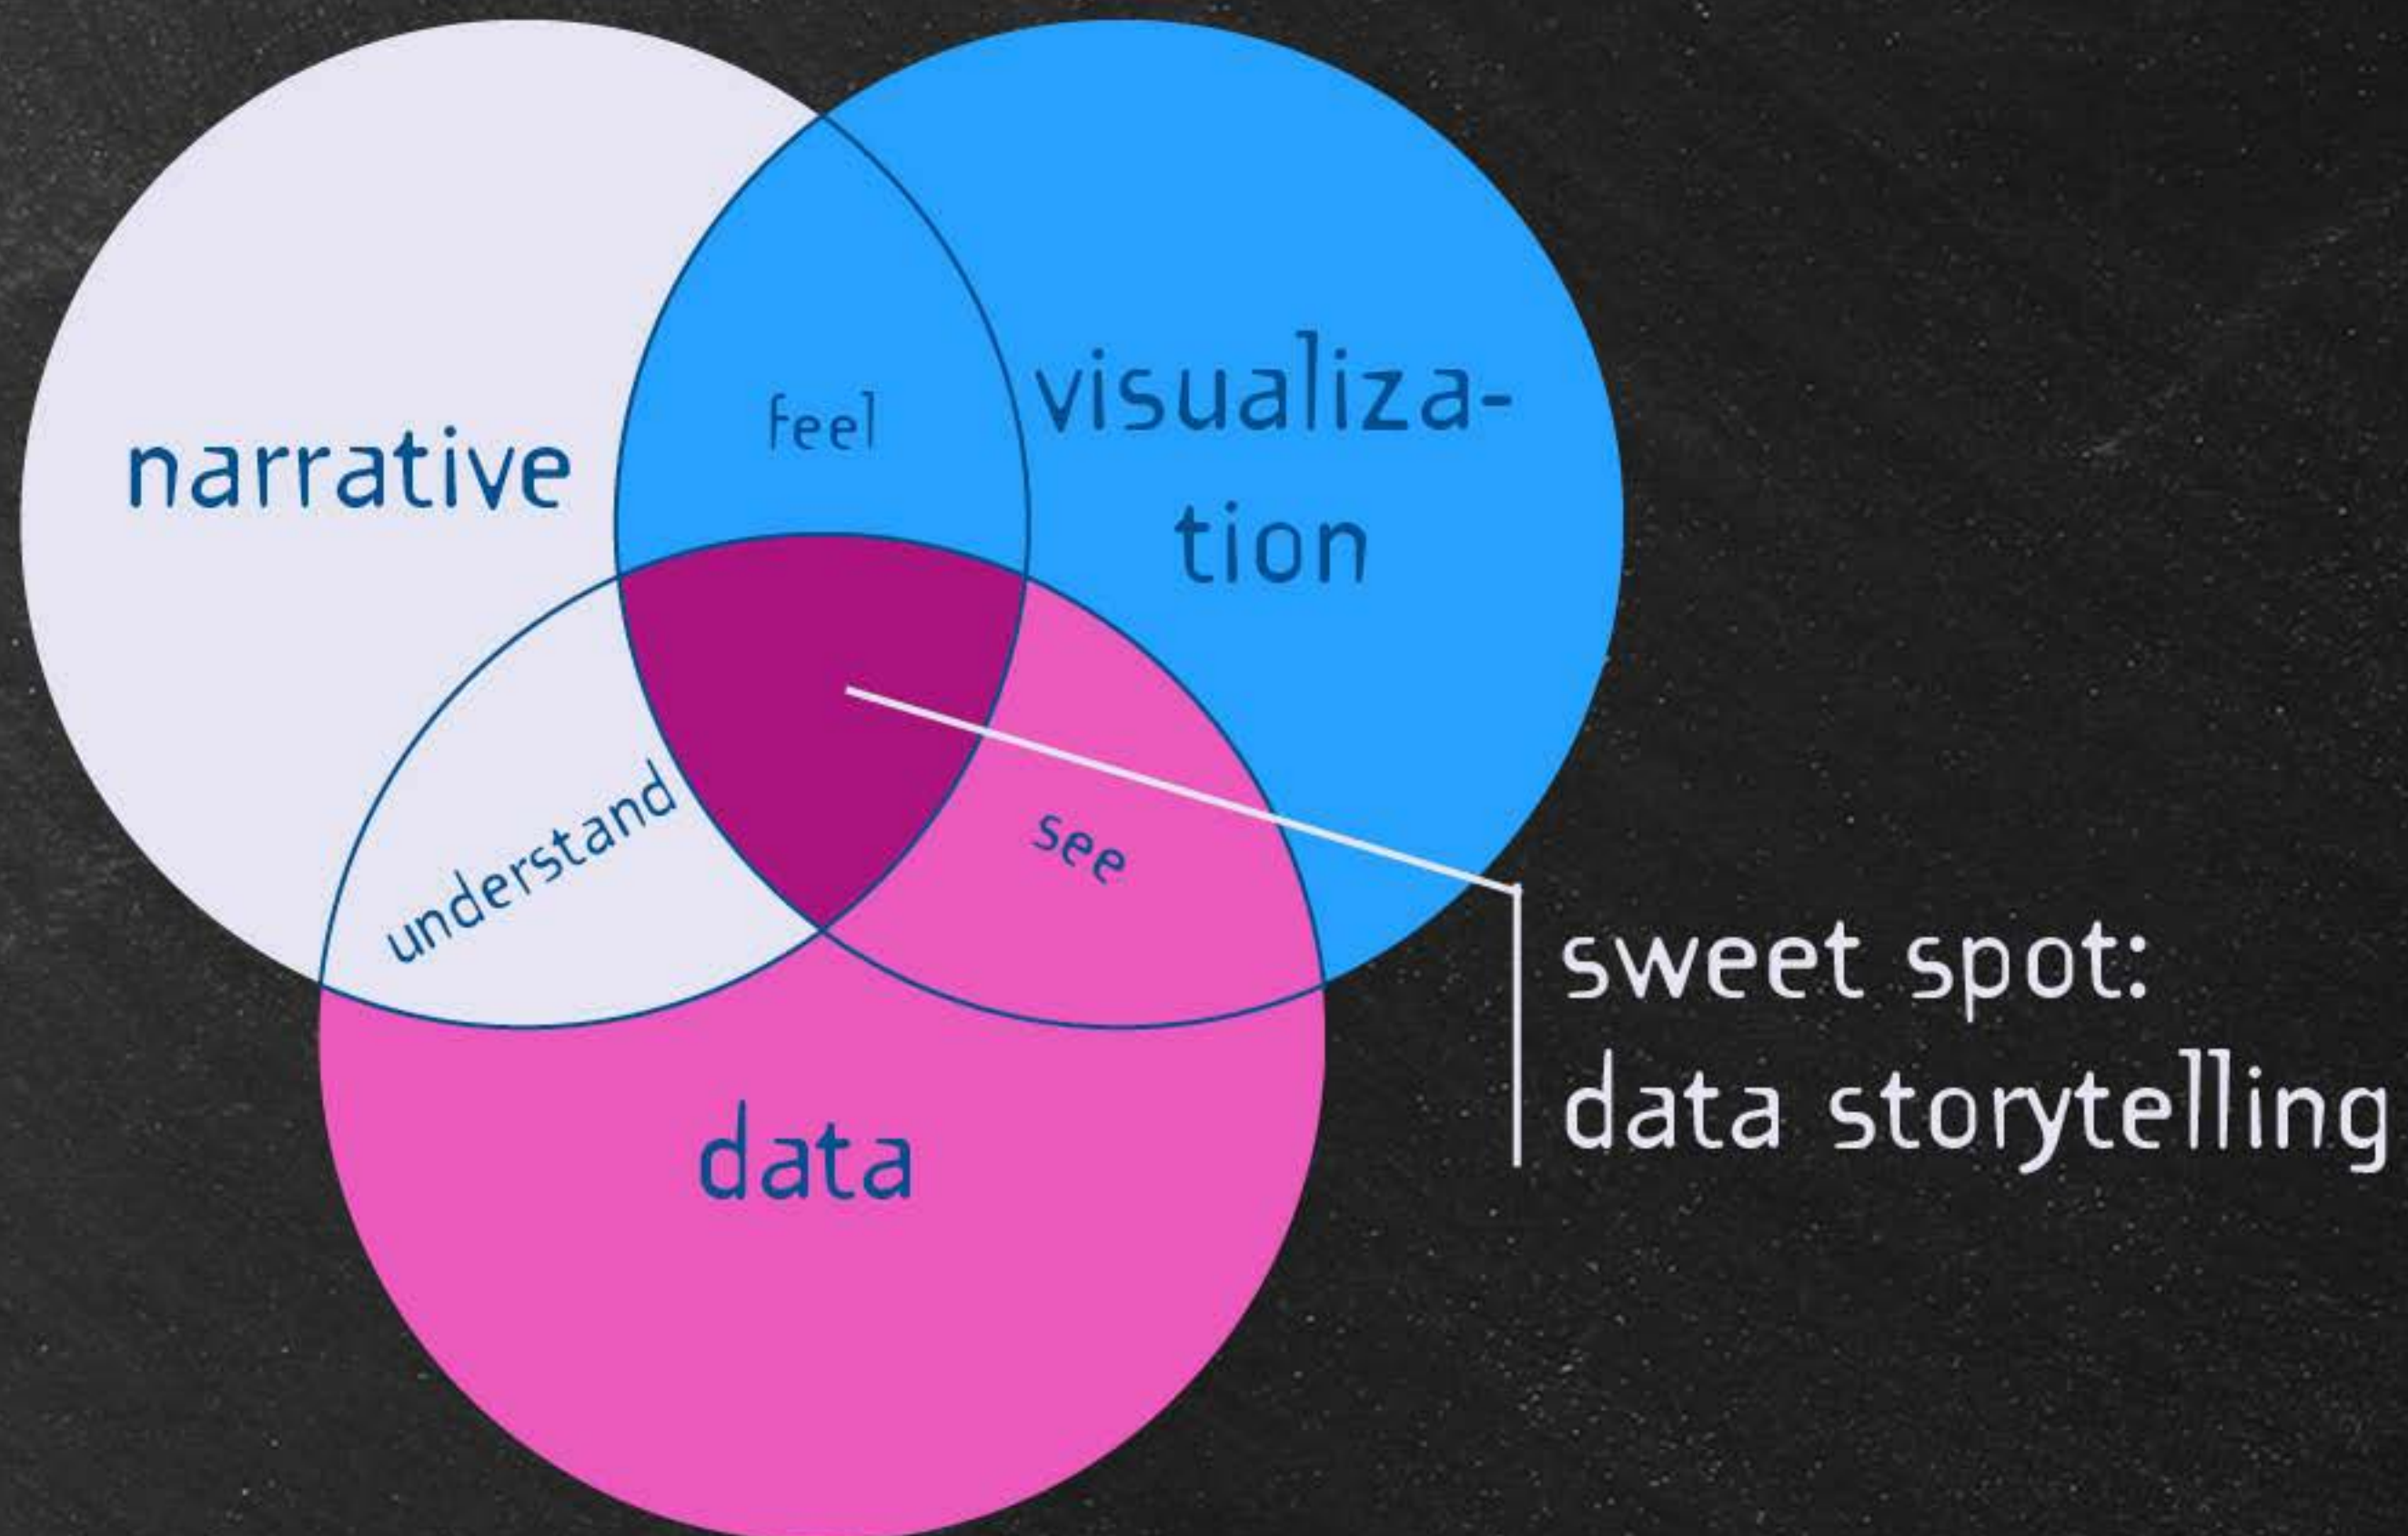 feel
visualiza-
narrative
tion
understand
see
sweet spot:
data storytelling
data